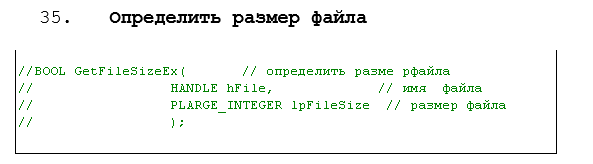 35. Определить размер файла
//BOOL GetFileSizeEx( // определить разме рфайла
// HANDLE hFile, // имя файла
// PLARGE_INTEGER lpFileSize // размер файла
// );